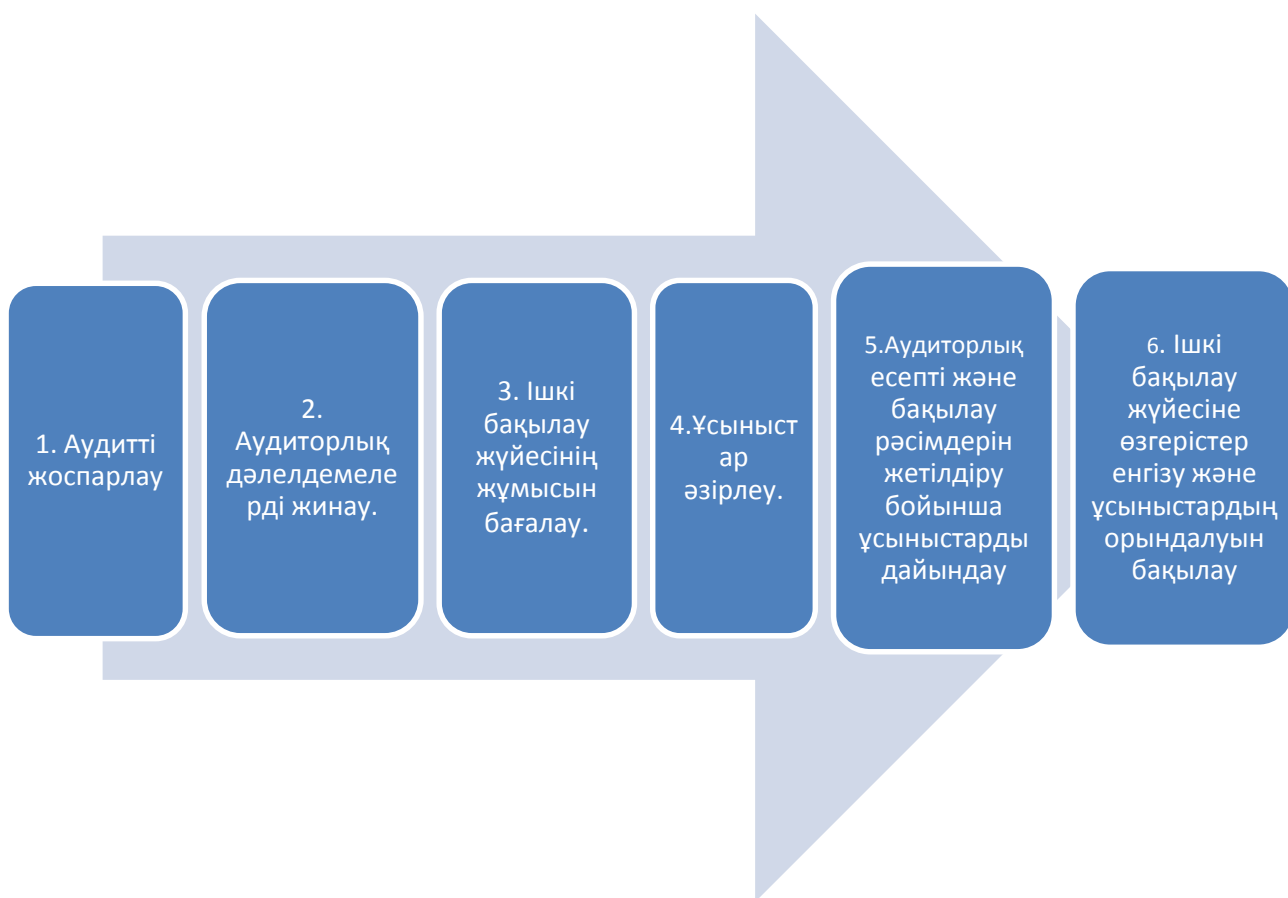 1. Аудитті
жоспарлау
2.
Аудиторлық
дәлелдемеле
рді жинау.
3. Ішкі
бақылау
жүйесінің
жұмысын
бағалау.
4.Ұсыныст
ар
әзірлеу.
5.Аудиторлық
есепті және
бақылау
рәсімдерін
жетілдіру
бойынша
ұсыныстарды
дайындау
6. Ішкі
бақылау
жүйесіне
өзгерістер
енгізу және
ұсыныстардың
орындалуын
бақылау